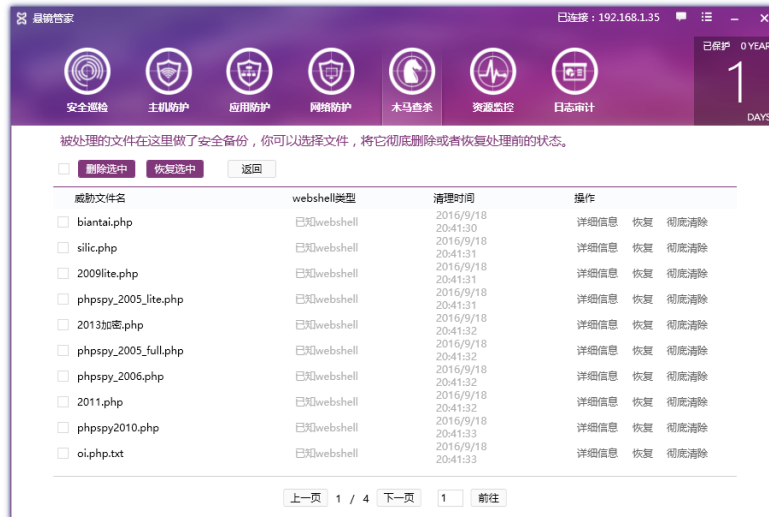 悬镜管家 已连接：192.168.1.35
已保护 0 YEAR
1
DAYS
安全巡检 主机防护 应用防护 网络防护 木马查杀 资源监控 日志审计
被处理的文件在这里做了安全备份，你可以选择文件，将它彻底删除或者恢复处理前的状态。
删除选中 恢复选中 返回
威胁文件名 webshell类型 清理时间 操作
biantai.php 已知webshell 2016/9/18 20:41:30 详细信息 恢复 彻底清除
silic.php 已知webshell 2016/9/18 20:41:31 详细信息 恢复 彻底清除
2009lite.php 已知webshell 2016/9/18 20:41:31 详细信息 恢复 彻底清除
phpspy_2005_lite.php 已知webshell 2016/9/18 20:41:31 详细信息 恢复 彻底清除
2013加密.php 已知webshell 2016/9/18 20:41:32 详细信息 恢复 彻底清除
phpspy_2005_full.php 已知webshell 2016/9/18 20:41:32 详细信息 恢复 彻底清除
phpspy_2006.php 已知webshell 2016/9/18 20:41:32 详细信息 恢复 彻底清除
2011.php 已知webshell 2016/9/18 20:41:32 详细信息 恢复 彻底清除
phpspy2010.php 已知webshell 2016/9/18 20:41:33 详细信息 恢复 彻底清除
oi.php.txt 已知webshell 2016/9/18 20:41:33 详细信息 恢复 彻底清除
上一页 1 / 4 下一页 1 前往